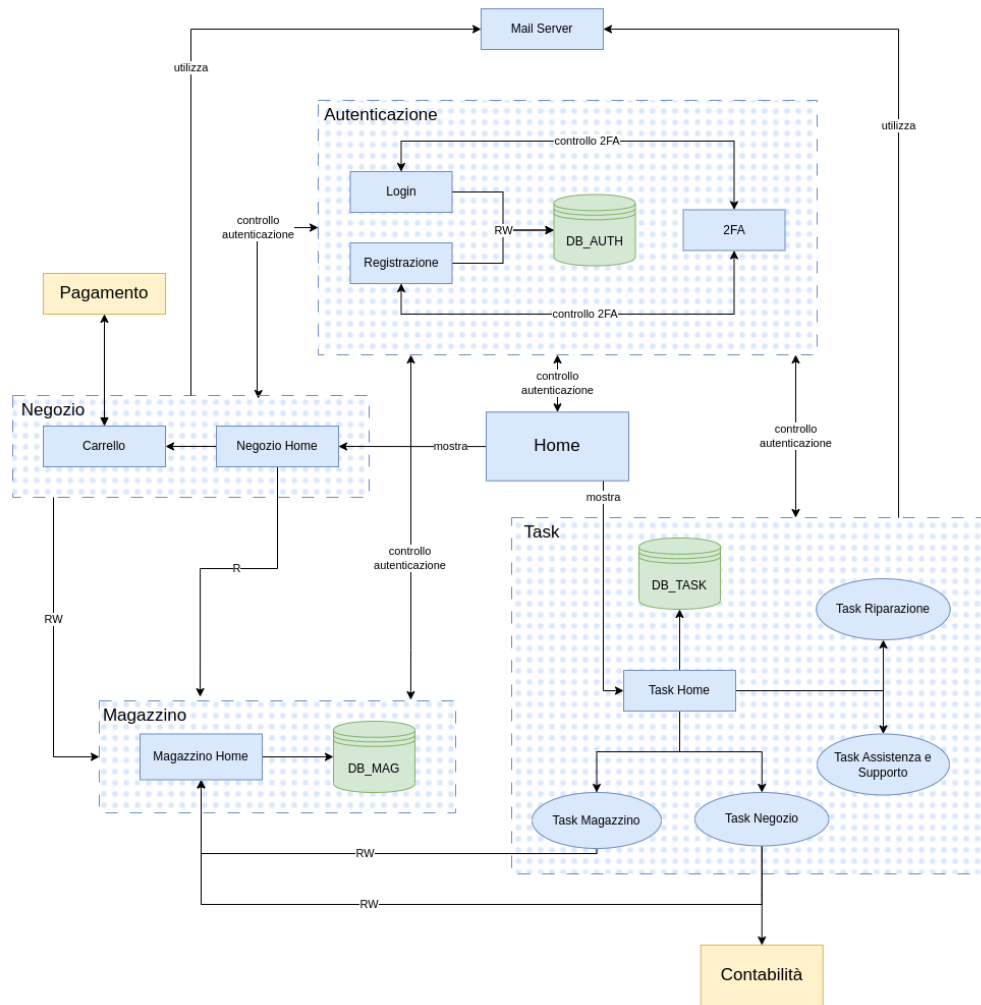 Mail Server
utilizza
utilizza
Autenticazione
controllo 2FA
Login
RW
DB_AUTH
2FA
Registrazione
controllo 2FA
controllo
autenticazione
Pagamento
controllo
autenticazione
controllo
autenticazione
Negozio
Carrello
Negozio Home
mostra
Home
mostra
controllo
autenticazione
R
RW
Task
DB_TASK
Task Riparazione
Task Home
Task Assistenza e
Supporto
Task Magazzino
Task Negozio
Magazzino
Magazzino Home
DB_MAG
RW
RW
Contabilità